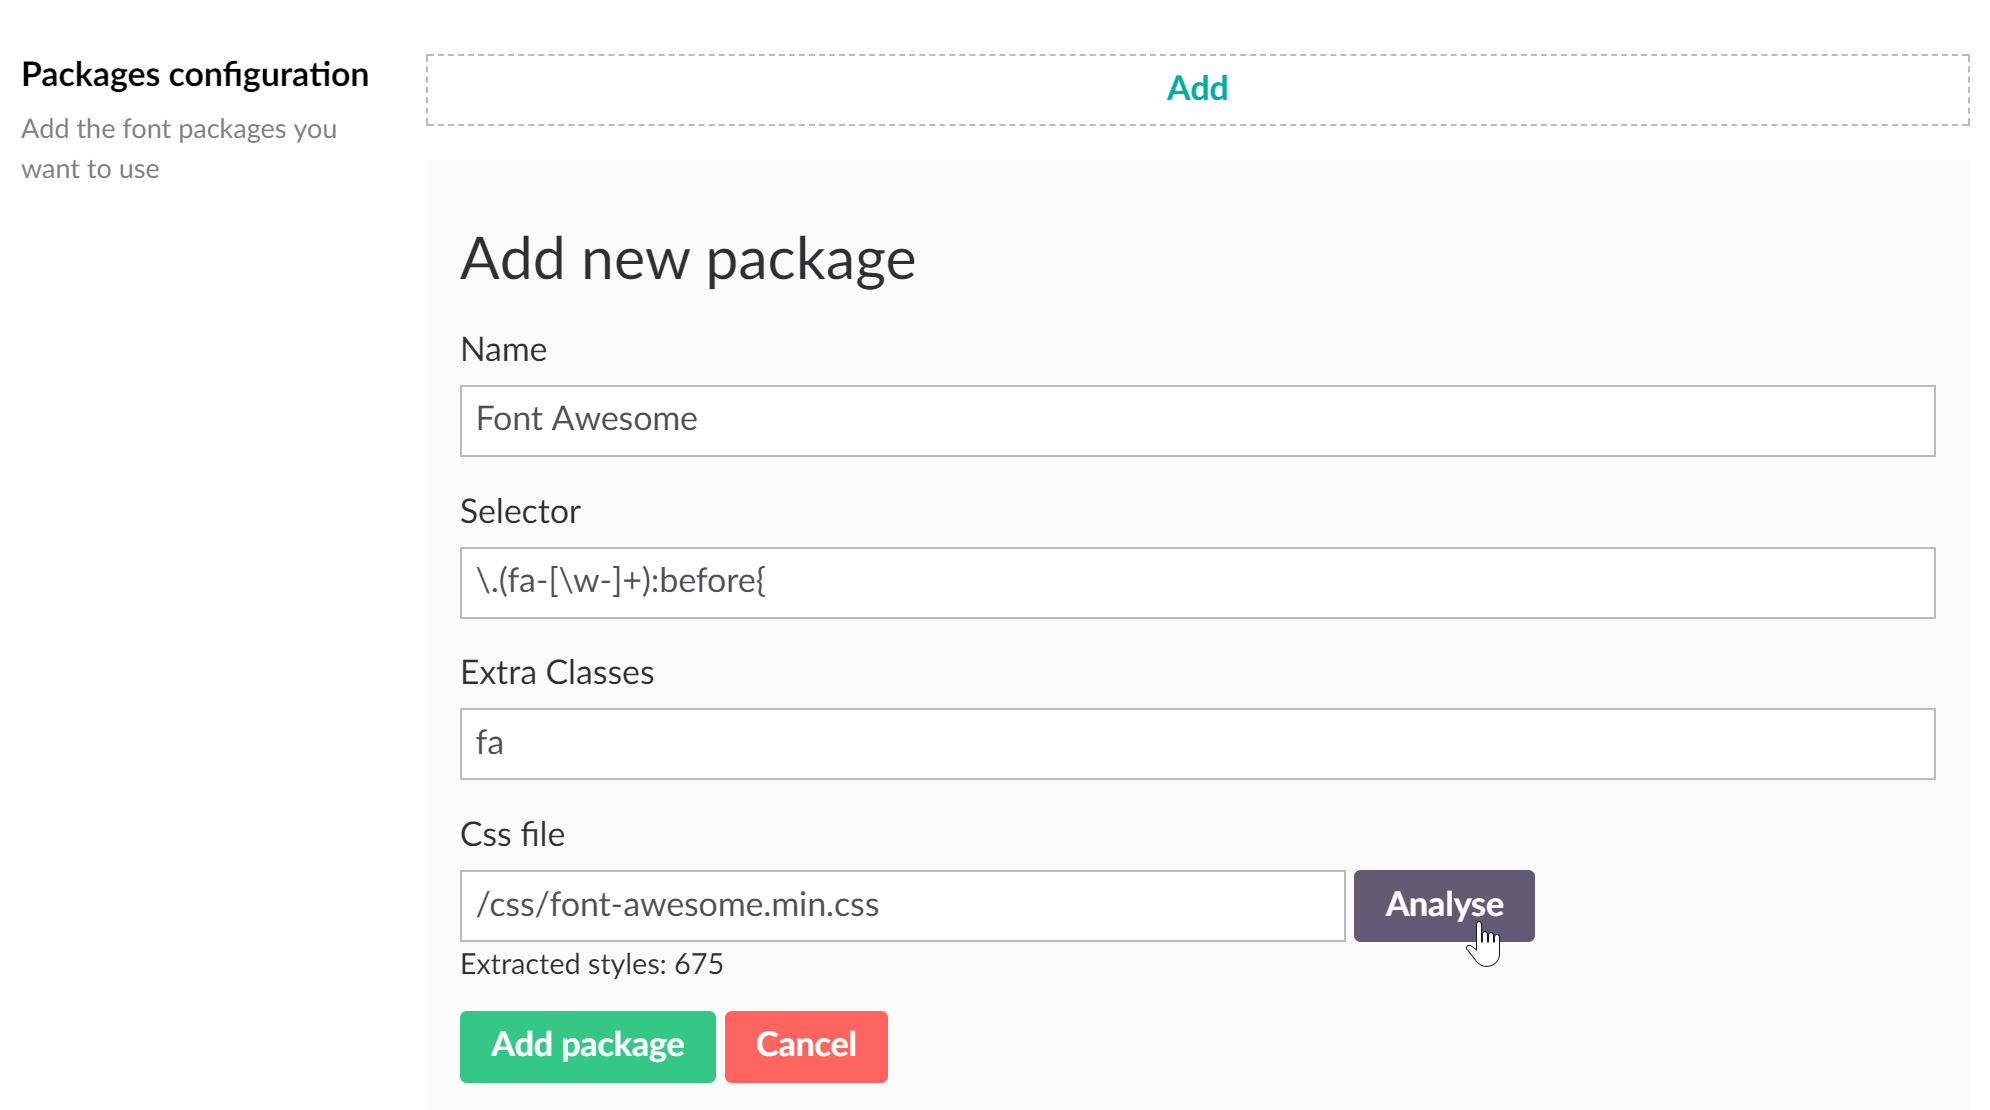 Packages configuration
Add the font packages you
want to use
Add
Add new package
Name
Font Awesome
Selector
\.(fa-[\w-]+):before{
Extra Classes
fa
Css file
/css/font-awesome.min.css
Analyse
Extracted styles: 675
Add package
Cancel